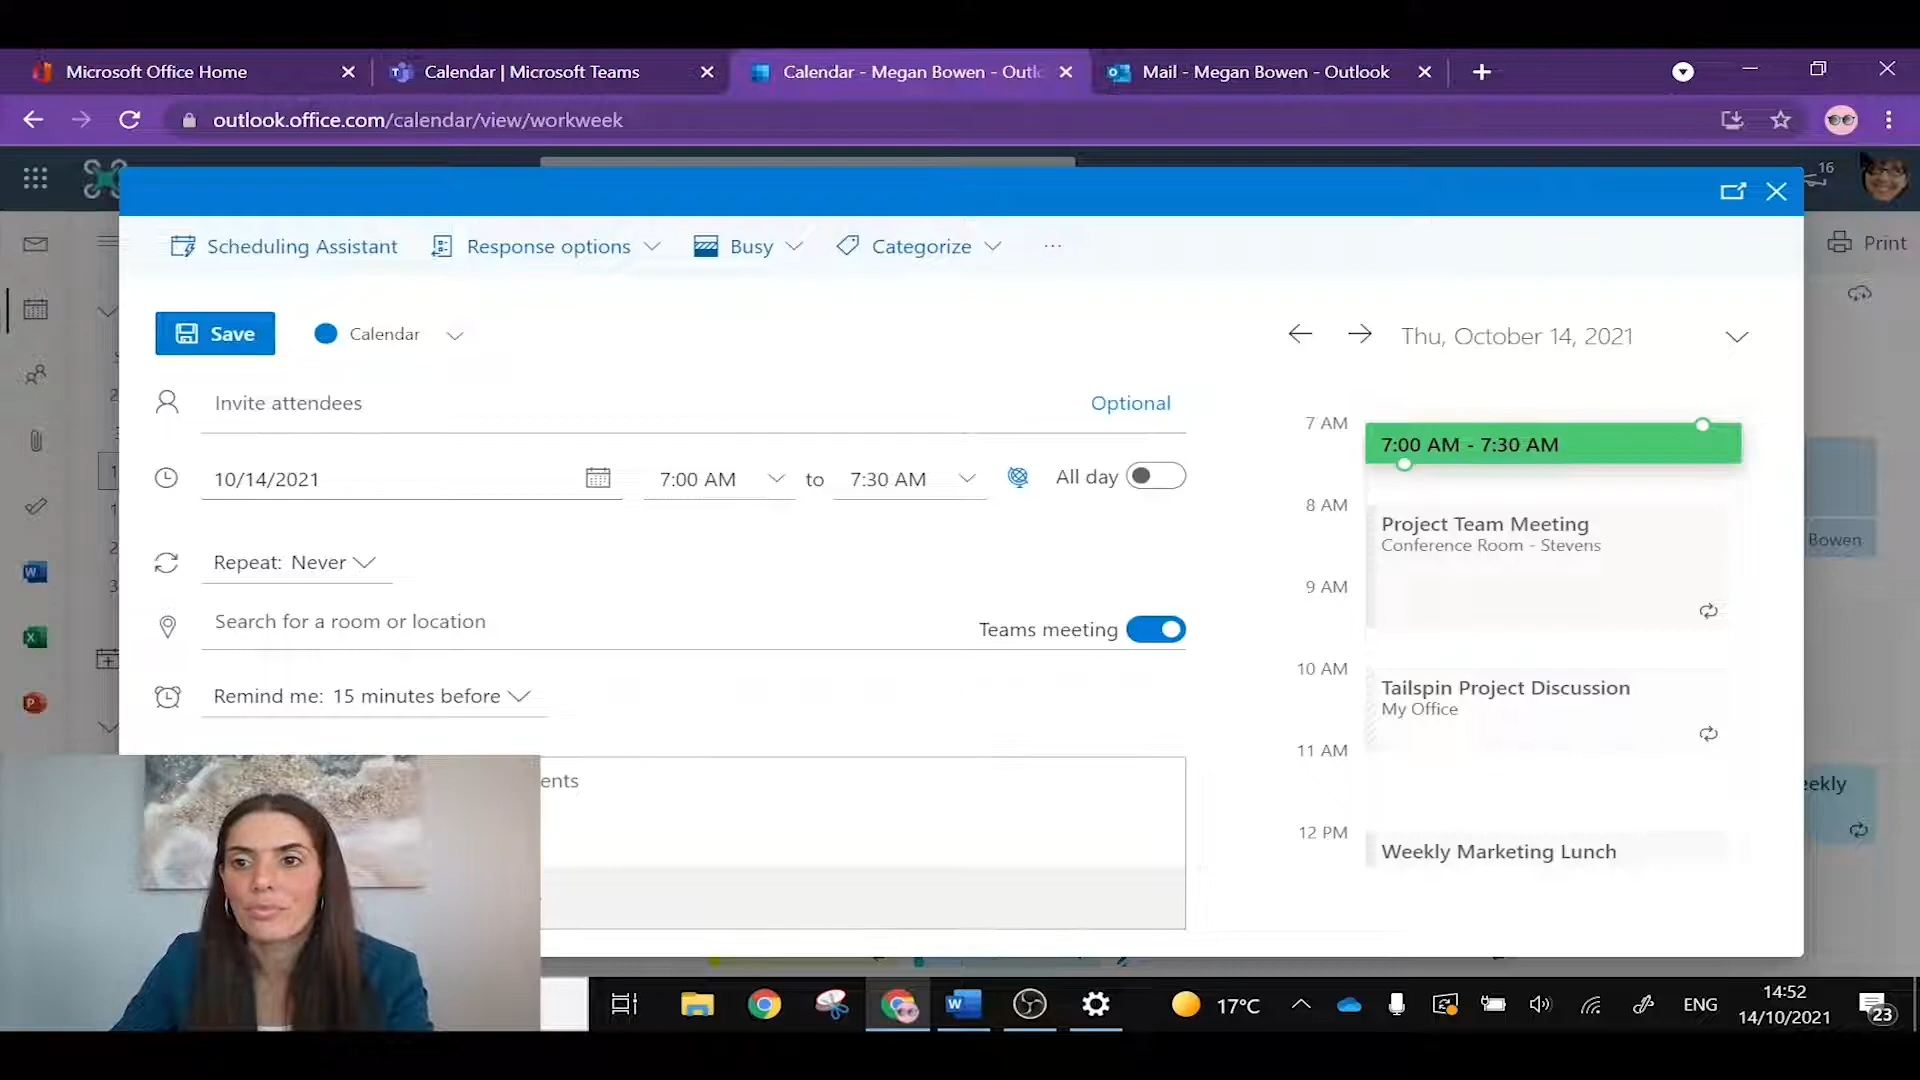 Microsoft Office Home
Calendar | Microsoft Teams
Calendar - Megan Bowen - Outlo
Mail - Megan Bowen - Outlook
outlook.office.com/calendar/view/workweek
16
Scheduling Assistant
Response options
Busy
Categorize
Print
Save
Calendar
Thu, October 14, 2021
Invite attendees
Optional
7 AM
7:00 AM - 7:30 AM
10/14/2021
7:00 AM
to
7:30 AM
All day
8 AM
Project Team Meeting
Conference Room - Stevens
Bowen
Repeat: Never
9 AM
Search for a room or location
Teams meeting
10 AM
Tailspin Project Discussion
My Office
Remind me: 15 minutes before
11 AM
ents
eekly
12 PM
Weekly Marketing Lunch
17°C
ENG
14:52
14/10/2021
23